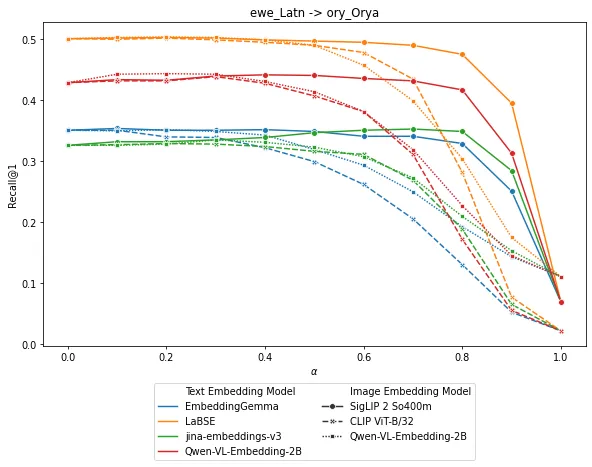 ewe_Latn -> ory_Orya
Recall@1
0.5
0.4
0.3
0.2
0.1
0.0
0.0 0.2 0.4 0.6 0.8 1.0
α
Text Embedding Model Image Embedding Model
EmbeddingGemma SigLIP 2 So400m
LaBSE CLIP ViT-B/32
jina-embeddings-v3 Qwen-VL-Embedding-2B
Qwen-VL-Embedding-2B